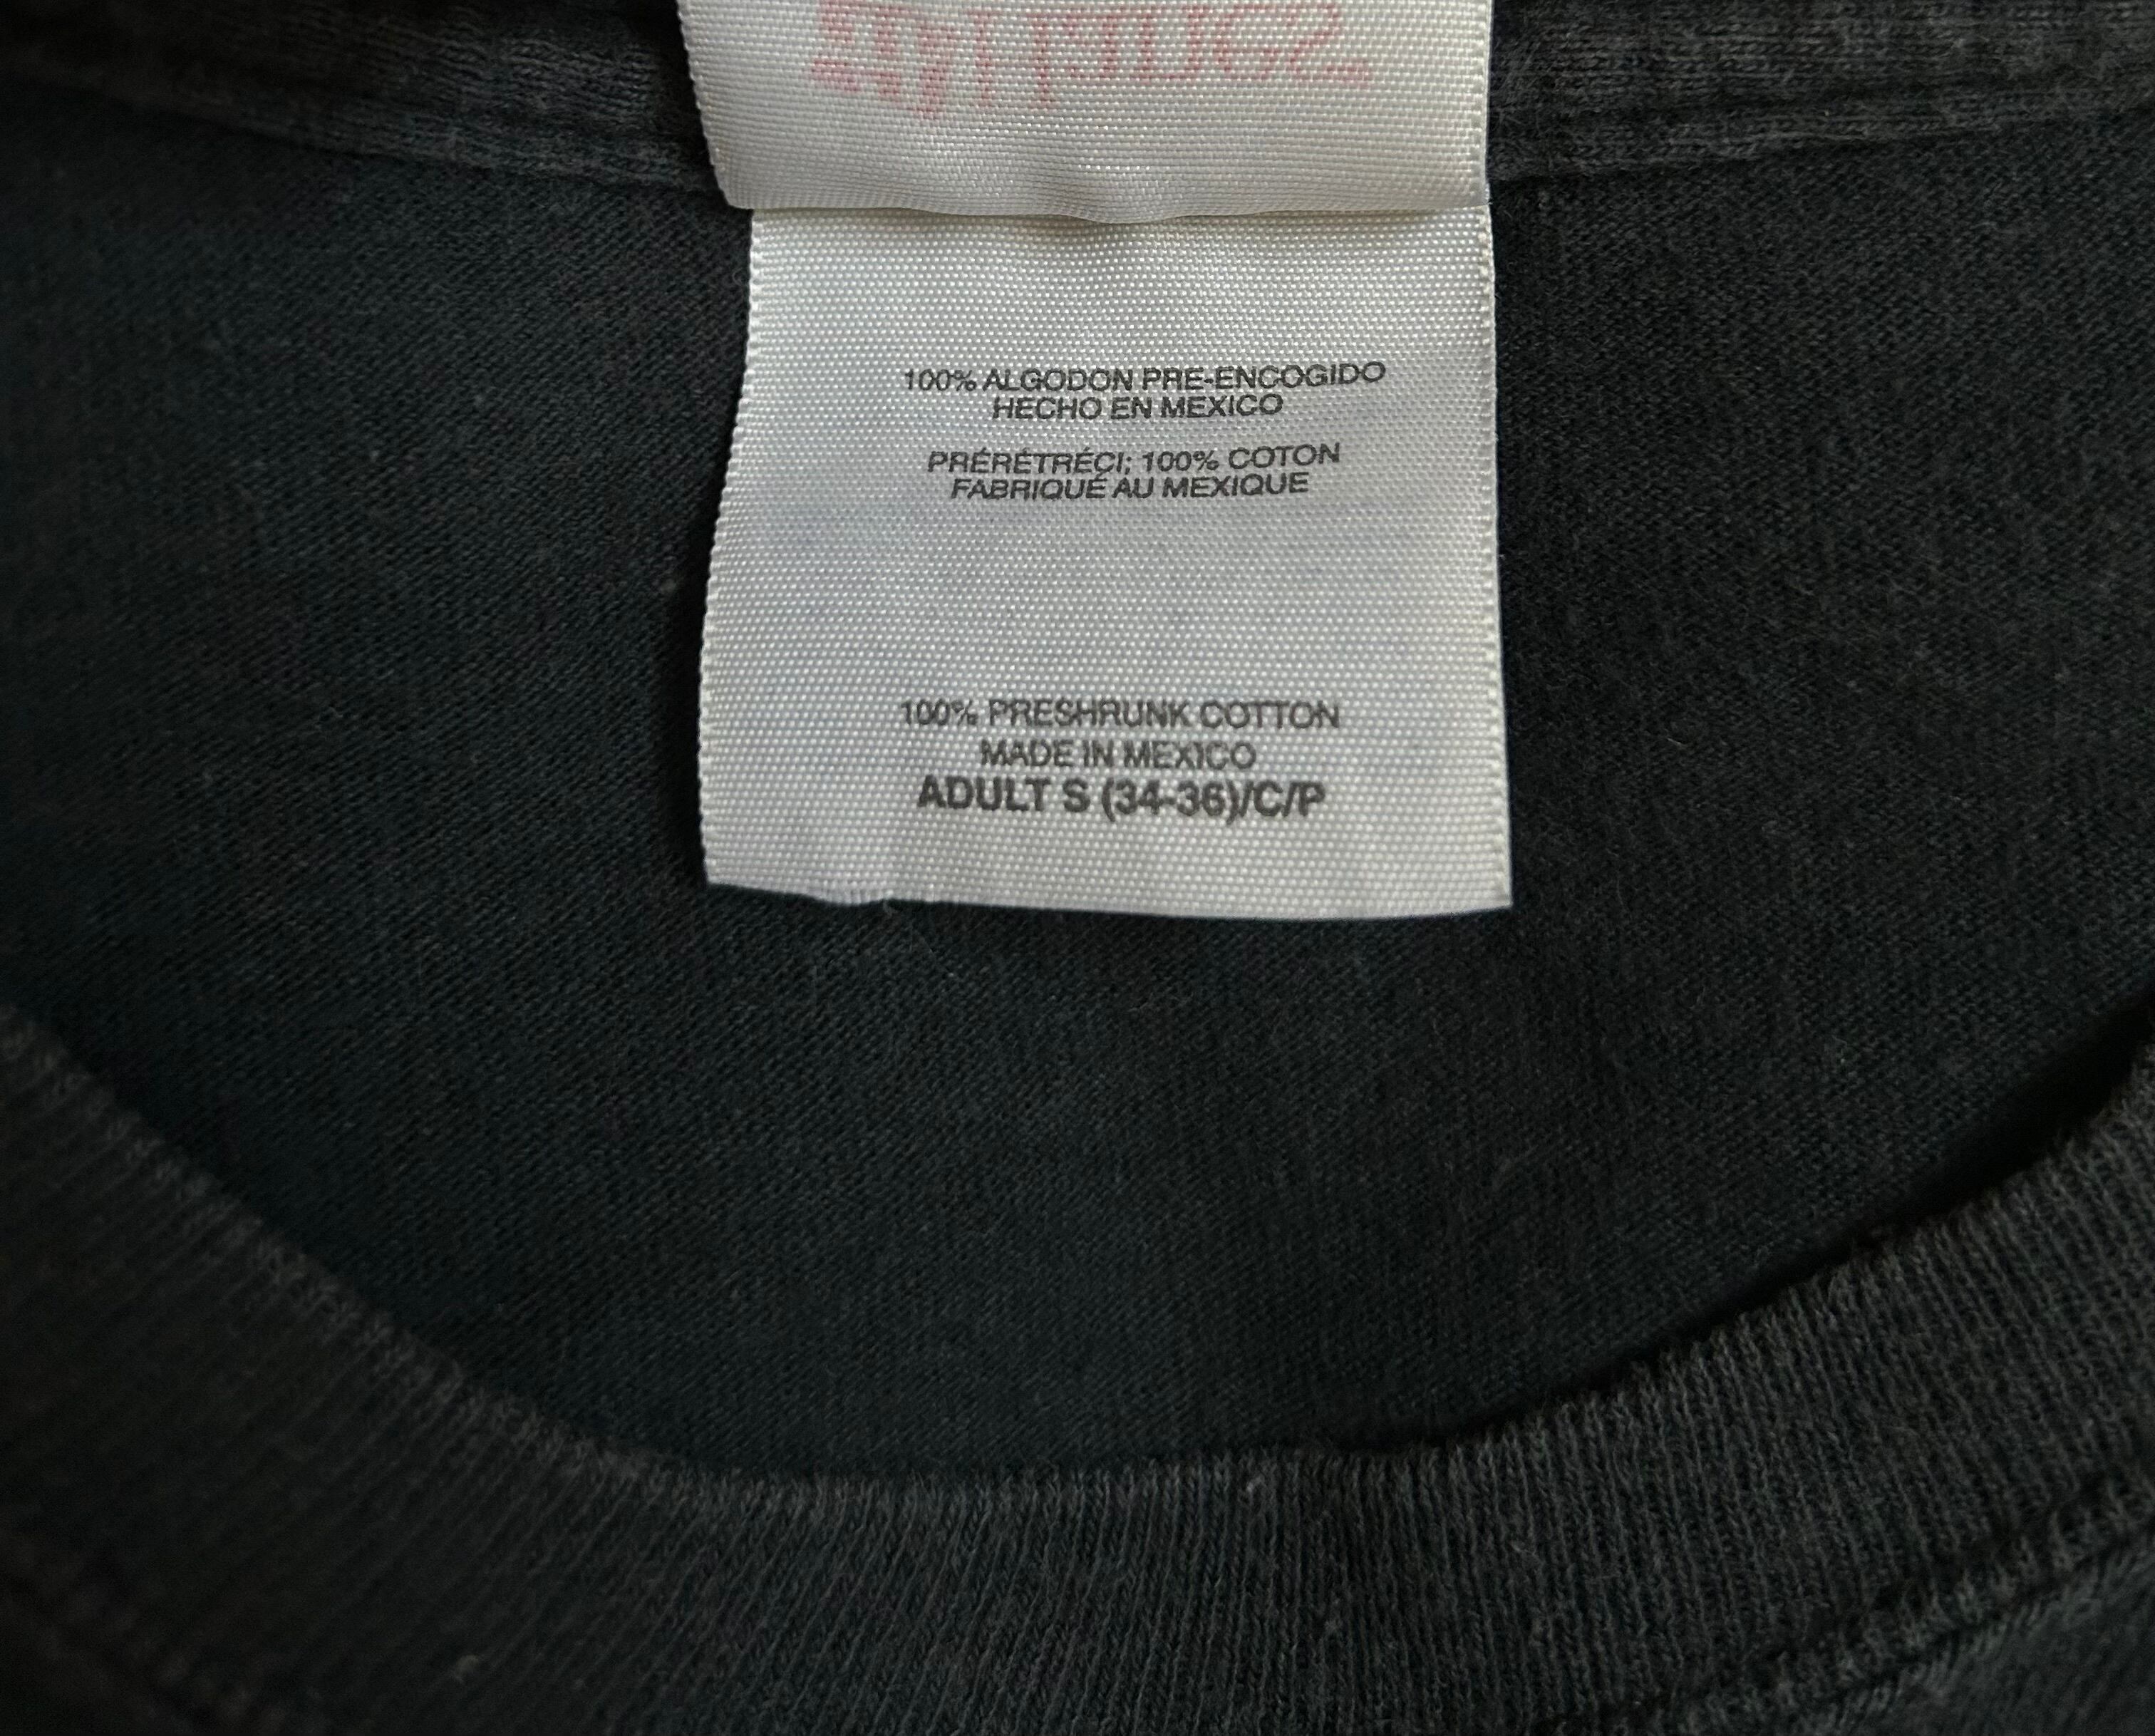 100% ALGODON PRE-ENCOGIDO
HECHO EN MEXICO
PRÉRÉTRÉCI; 100% COTON
FABRIQUÉ AU MEXIQUE
100% PRESHRUNK COTTON
MADE IN MEXICO
ADULT S (34-36)/C/P